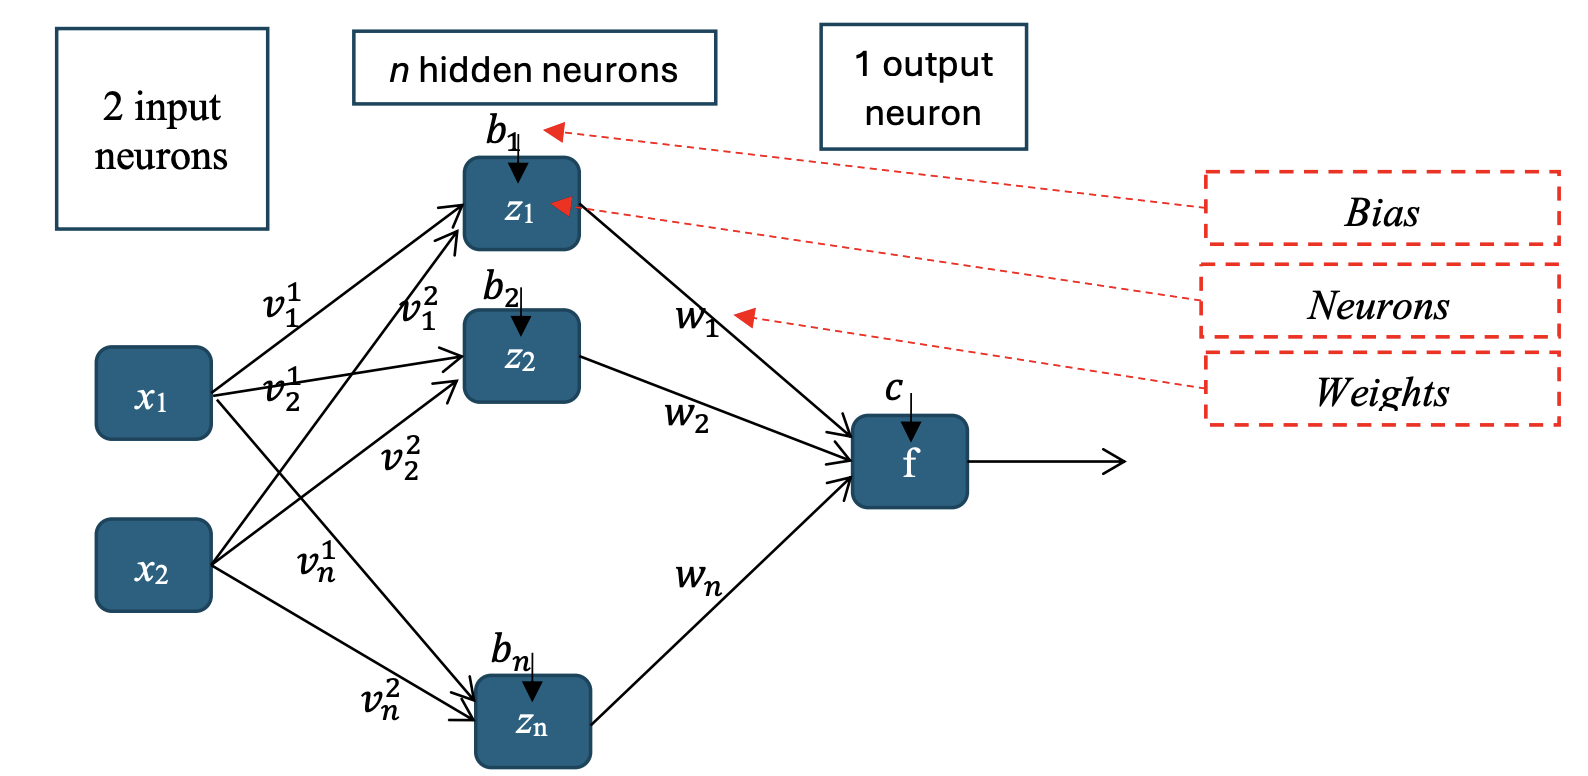 2 input
neurons
n hidden neurons
1 output
neuron
b₁
z₁
Bias
Neurons
Weights
v₁¹
v₁²
b₂
z₂
w₁
x₁
v₂¹
w₂
c
f
v₂²
x₂
vₙ¹
wₙ
bₙ
vₙ²
zₙ